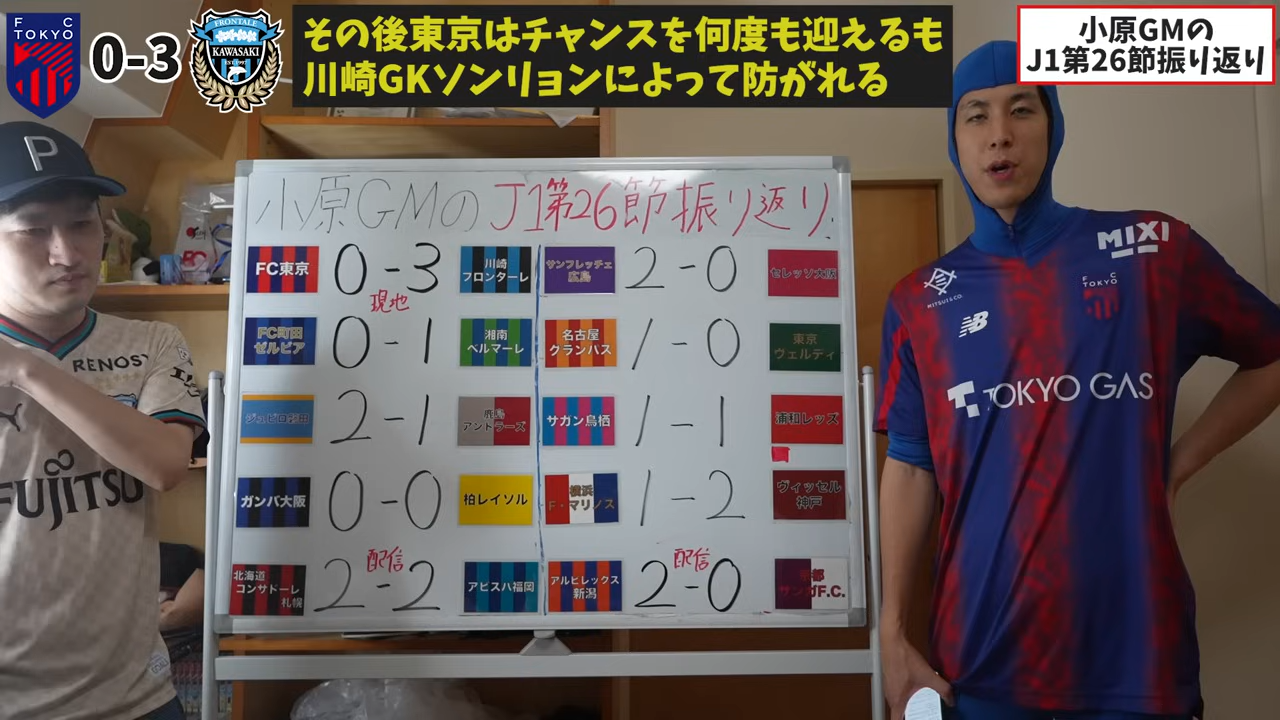 F C
TOKYO
0-3
FRONTALE
KAWASAKI
その後東京はチャンスを何度も迎えるも
川崎GKソンリョンによって防がれる
小原GMの
J1第26節振り返り
P
RENOSY
FUJITSU
MIXI
MITSUI&CO.
F C
TOKYO
NB
TOKYO GAS
小原GMのJ1第26節振り返り
FC東京 0-3 川崎
フロンターレ
現地
FC町田
ゼルビア 0-1 湘南
ベルマーレ
ジュビロ磐田 2-1 鹿島
アントラーズ
ガンバ大阪 0-0 柏レイソル
配信
北海道
コンサドーレ
札幌 2-2 アビスパ福岡
サンフレッチェ
広島 2-0 セレッソ大阪
名古屋
グランパス 1-0 東京
ヴェルディ
サガン鳥栖 1-1 浦和レッズ
横浜
F・マリノス 1-2 ヴィッセル
神戸
配信
アルビレックス
新潟 2-0 京都
サンガF.C.